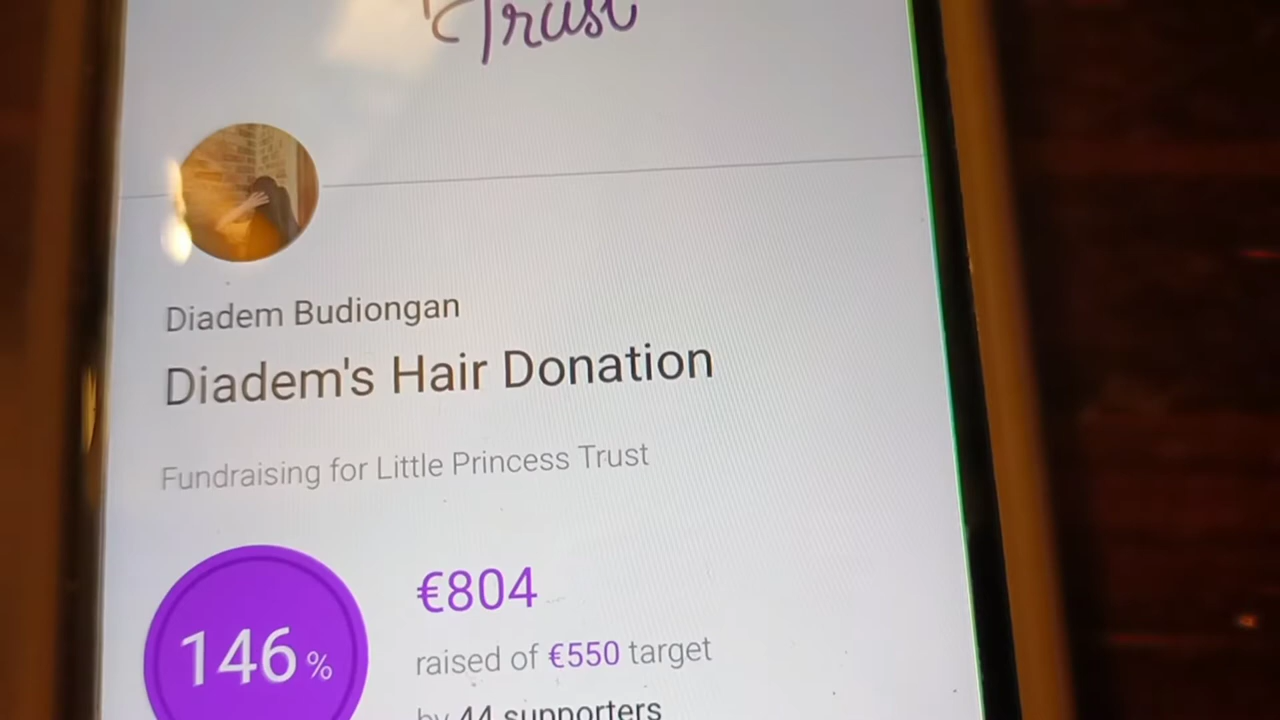 Trust
Diadem Budiongan
Diadem's Hair Donation
Fundraising for Little Princess Trust
146%
€804
raised of €550 target
by 44 supporters